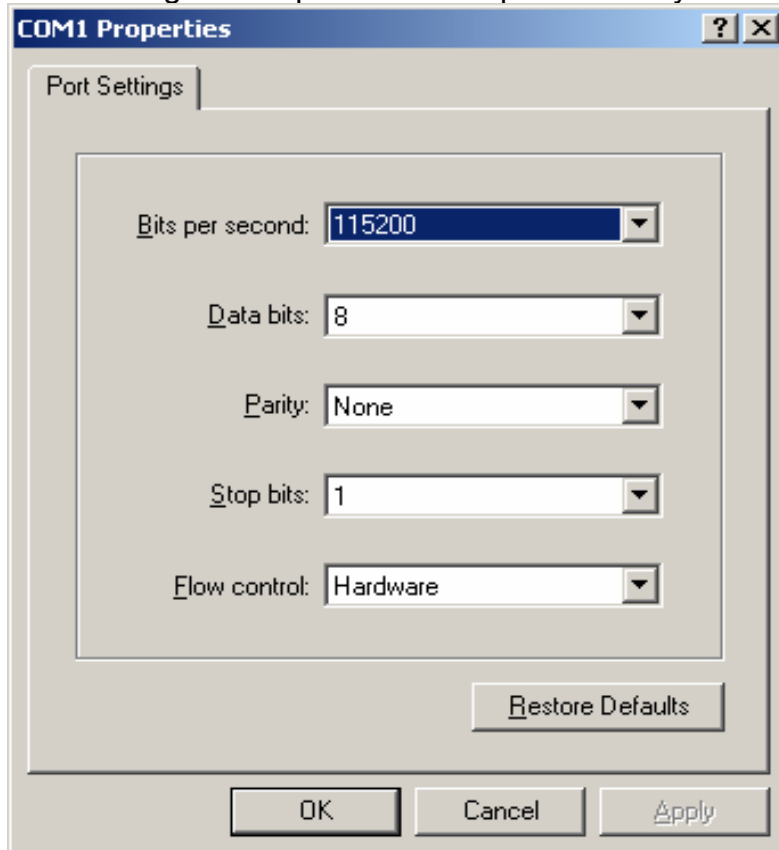 COM1 Properties
Port Settings
Bits per second: 115200
Data bits: 8
Parity: None
Stop bits: 1
Flow control: Hardware
Restore Defaults
OK Cancel Apply